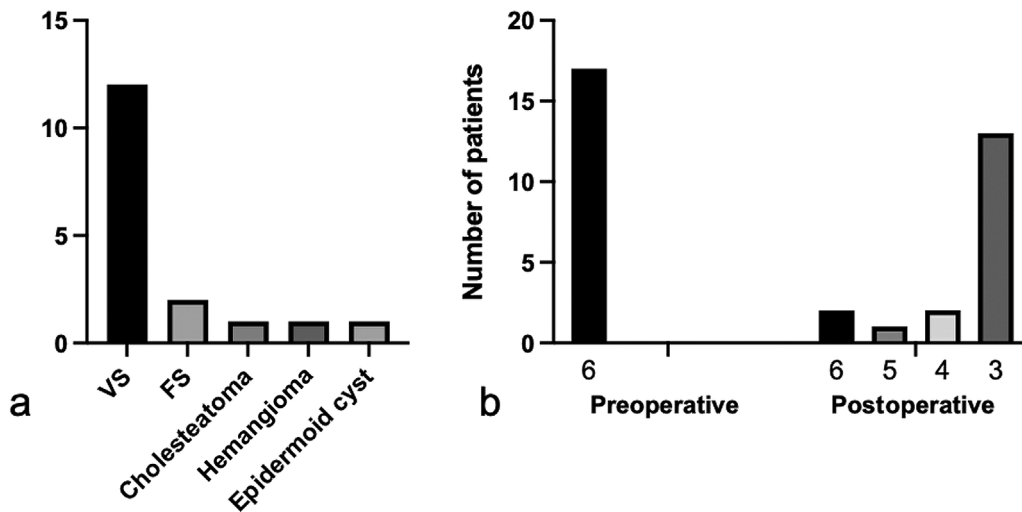 15
10
5
0
VS
FS
Cholesteatoma
Hemangioma
Epidermoid cyst
a
Number of patients
20
15
10
5
0
6
6 5 4 3
Preoperative
Postoperative
b